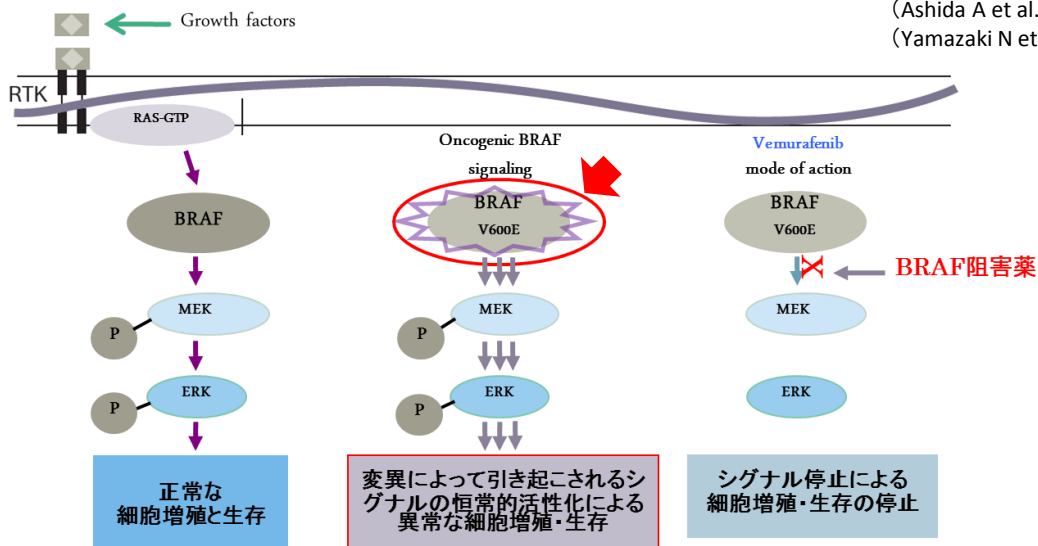 Growth factors
(Ashida A et al.
(Yamazaki N et
RTK
RAS-GTP
Oncogenic BRAF
signaling
Vemurafenib
mode of action
BRAF
BRAF
V600E
BRAF
V600E
X
BRAF阻害薬
MEK
P
MEK
P
MEK
ERK
P
ERK
P
ERK
正常な
細胞増殖と生存
変異によって引き起こされるシ
グナルの恒常的活性化による
異常な細胞増殖・生存
シグナル停止による
細胞増殖・生存の停止